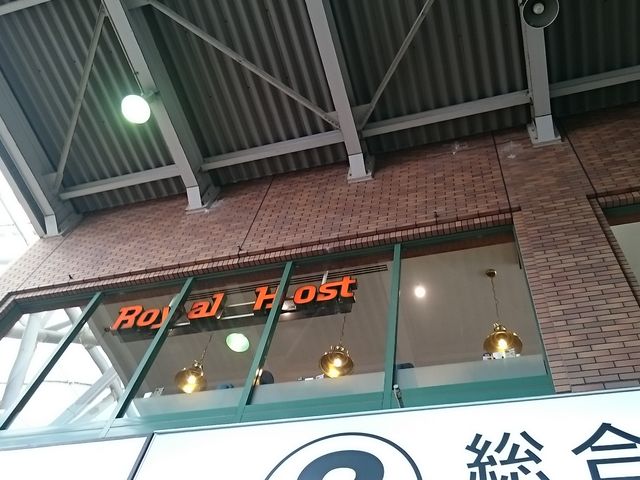 Royal Host
総合